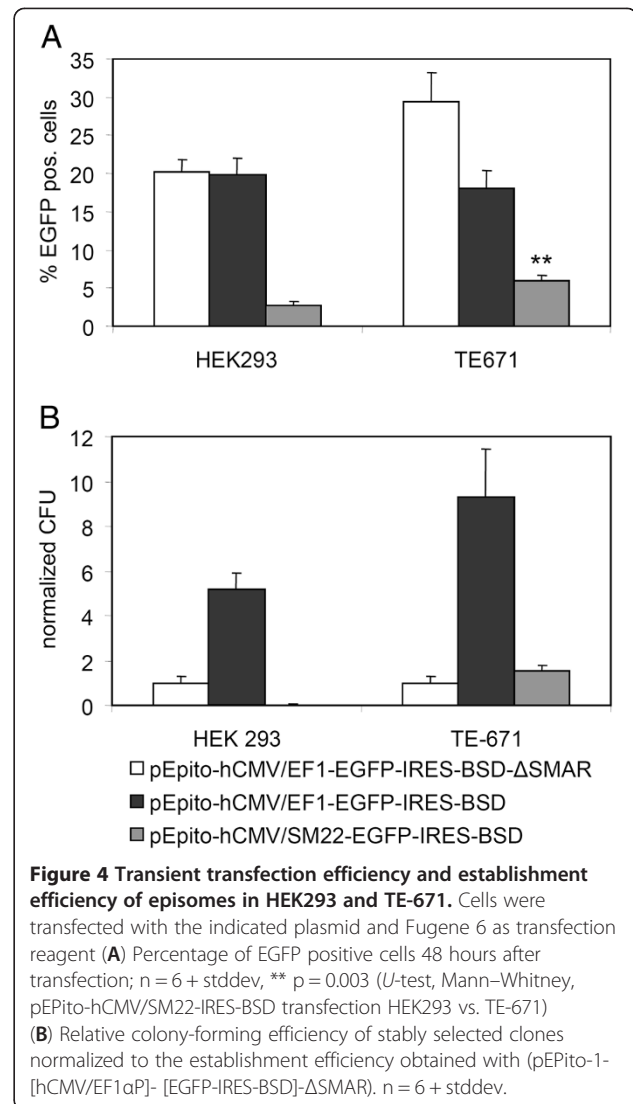 A
35
30
25
20
15
10
5
0
% EGFP pos. cells
**
HEK293 TE671
B
12
10
8
6
4
2
0
normalized CFU
HEK 293 TE-671
pEpito-hCMV/EF1-EGFP-IRES-BSD-ΔSMAR
pEpito-hCMV/EF1-EGFP-IRES-BSD
pEpito-hCMV/SM22-EGFP-IRES-BSD
Figure 4 Transient transfection efficiency and establishment
efficiency of episomes in HEK293 and TE-671. Cells were
transfected with the indicated plasmid and Fugene 6 as transfection
reagent (A) Percentage of EGFP positive cells 48 hours after
transfection; n = 6 + stddev, ** p = 0.003 (U-test, Mann–Whitney,
pEPito-hCMV/SM22-IRES-BSD transfection HEK293 vs. TE-671)
(B) Relative colony-forming efficiency of stably selected clones
normalized to the establishment efficiency obtained with (pEPito-1-
[hCMV/EF1αP]- [EGFP-IRES-BSD]-ΔSMAR). n = 6 + stddev.